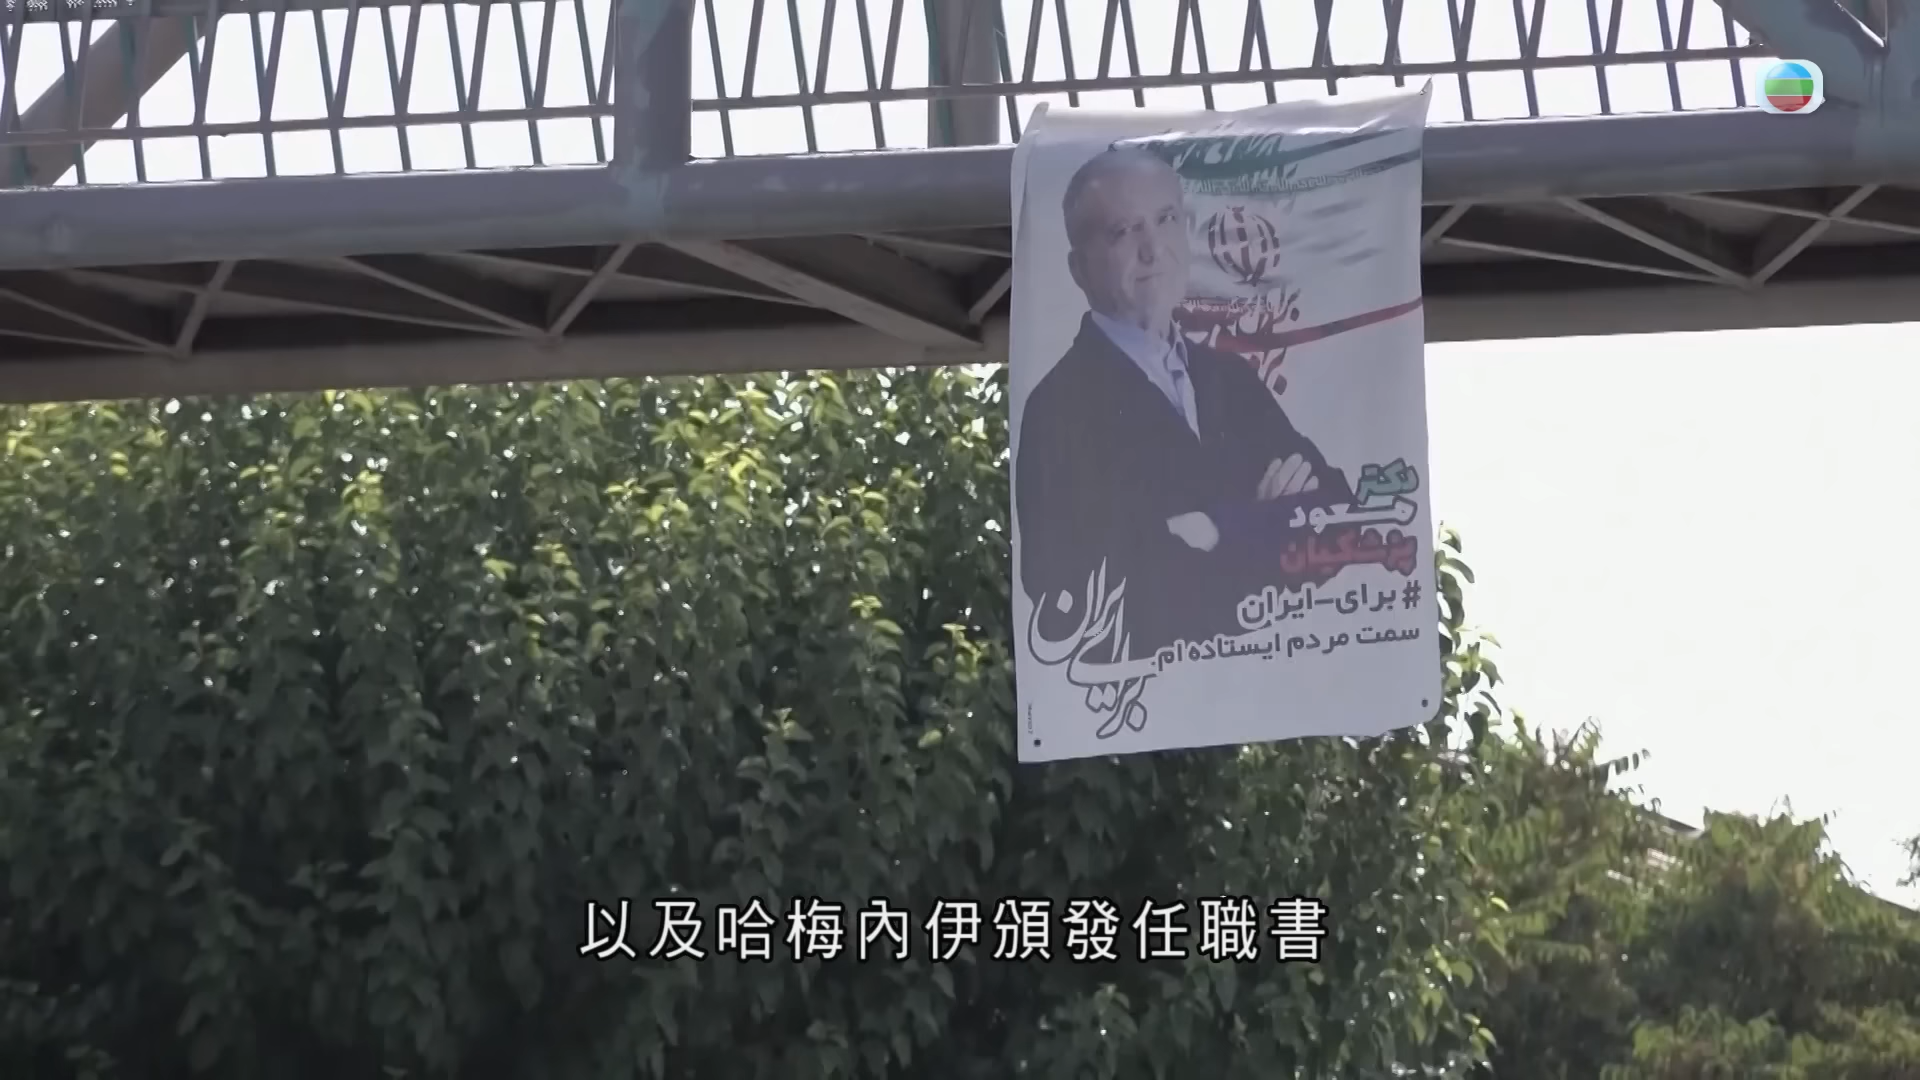 دکتر
مسعود
پزشکیان
#برای-ایران
سمت مردم ایستاده ام.
برای ایران
以及哈梅內伊頒發任職書